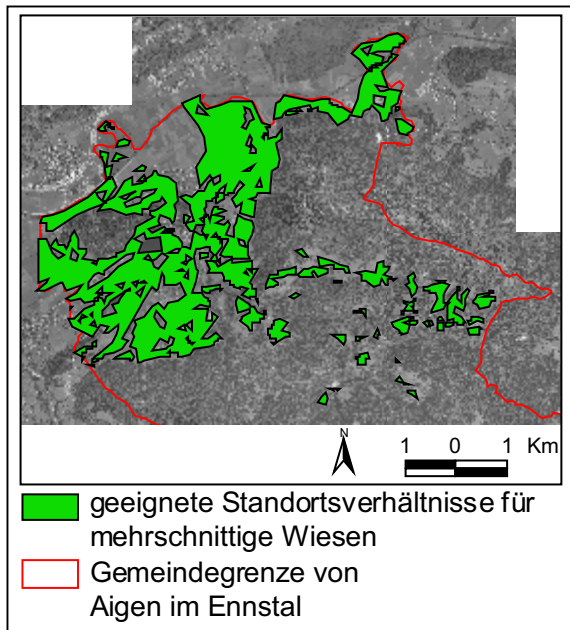 N
1 0 1 Km
geeignete Standortsverhältnisse für
mehrschnittige Wiesen
Gemeindegrenze von
Aigen im Ennstal